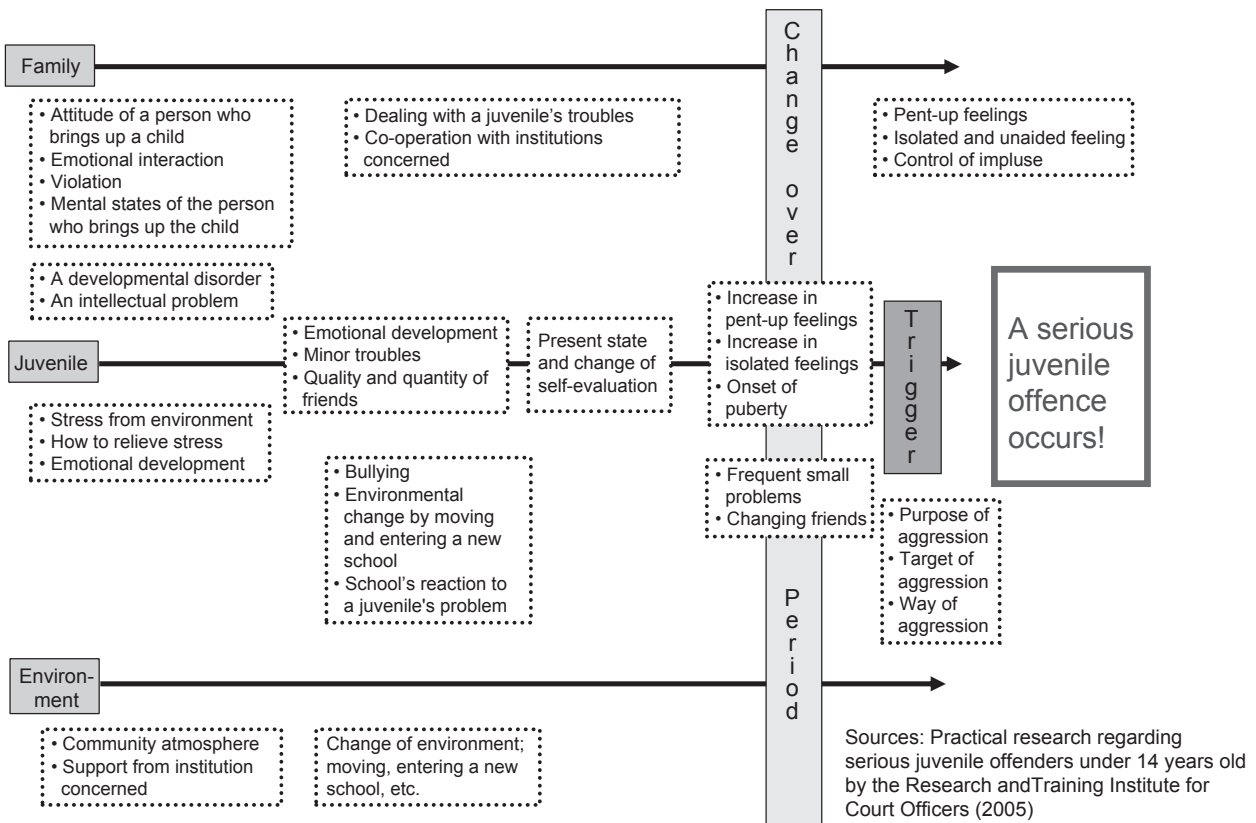 Family
• Attitude of a person who
brings up a child
• Emotional interaction
• Violation
• Mental states of the person
who brings up the child
• Dealing with a juvenile's troubles
• Co-operation with institutions
concerned
Change over Period
• Pent-up feelings
• Isolated and unaided feeling
• Control of impluse
• A developmental disorder
• An intellectual problem
Juvenile
• Emotional development
• Minor troubles
• Quality and quantity of
friends
Present state
and change of
self-evaluation
• Increase in
pent-up feelings
• Increase in
isolated feelings
• Onset of
puberty
Trigger
A serious
juvenile
offence
occurs!
• Stress from environment
• How to relieve stress
• Emotional development
• Bullying
• Environmental
change by moving
and entering a new
school
• School's reaction to
a juvenile's problem
• Frequent small
problems
• Changing friends
• Purpose of
aggression
• Target of
aggression
• Way of
aggression
Environ-
ment
• Community atmosphere
• Support from institution
concerned
Change of environment;
moving, entering a new
school, etc.
Sources: Practical research regarding
serious juvenile offenders under 14 years old
by the Research andTraining Institute for
Court Officers (2005)